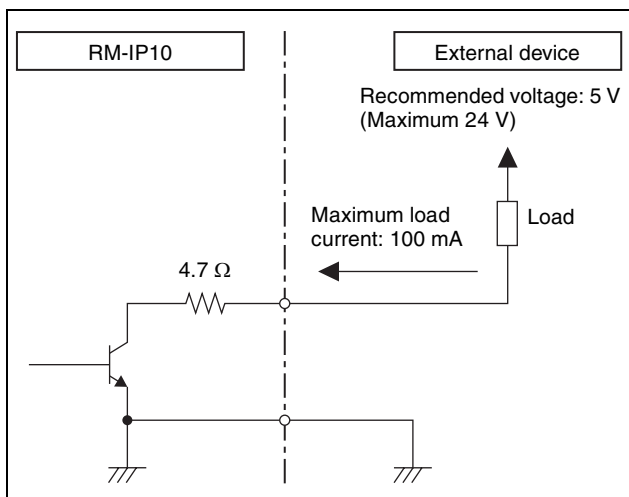 RM-IP10
External device
Recommended voltage: 5 V
(Maximum 24 V)
Maximum load
current: 100 mA
Load
4.7 Ω